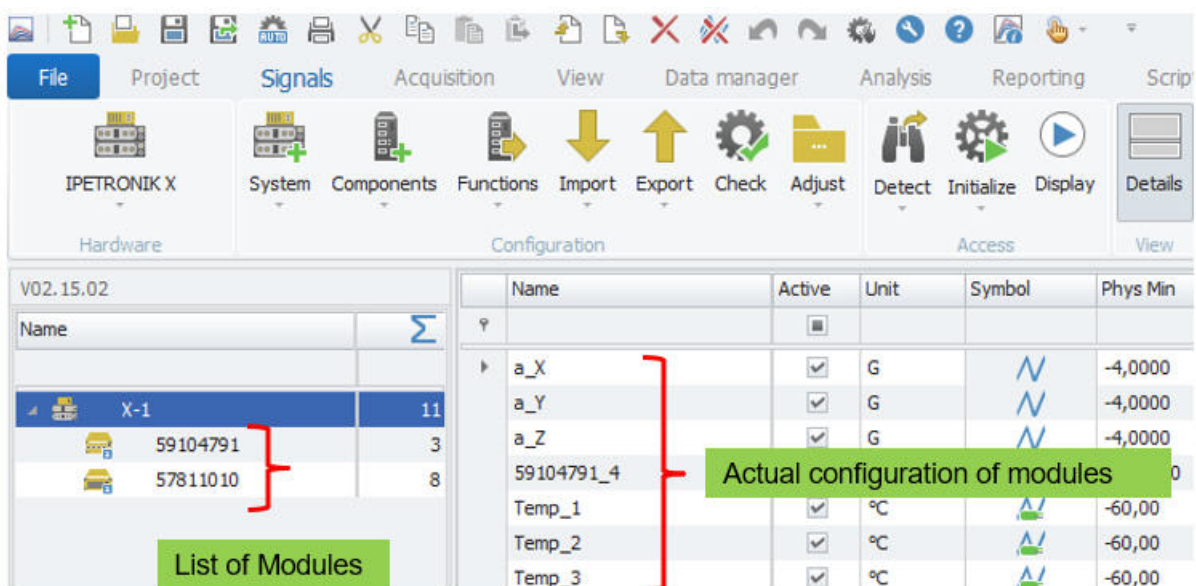 AUTO
File Project Signals Acquisition View Data manager Analysis Reporting
IPETRONIK X System Components Functions Import Export Check Adjust Detect Initialize Display Details
Hardware Configuration Access View
V02.15.02
Name Σ
Name Active Unit Symbol Phys Min
X-1 11
59104791 3
57811010 8
a_X G -4,0000
a_Y G -4,0000
a_Z G -4,0000
59104791_4
Actual configuration of modules
Temp_1 °C -60,00
Temp_2 °C -60,00
Temp_3 °C -60,00
List of Modules